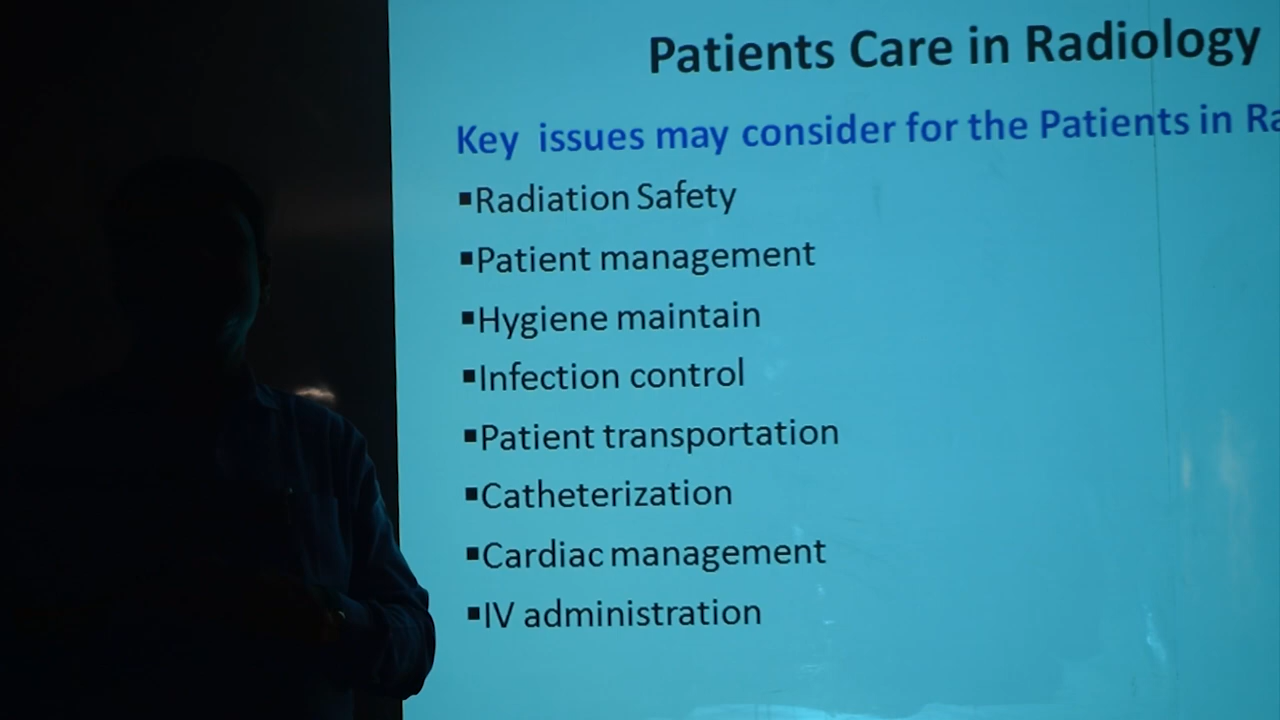 Patients Care in Radiology
Key issues may consider for the Patients in
▪Radiation Safety
▪Patient management
▪Hygiene maintain
▪Infection control
▪Patient transportation
▪Catheterization
▪Cardiac management
▪IV administration